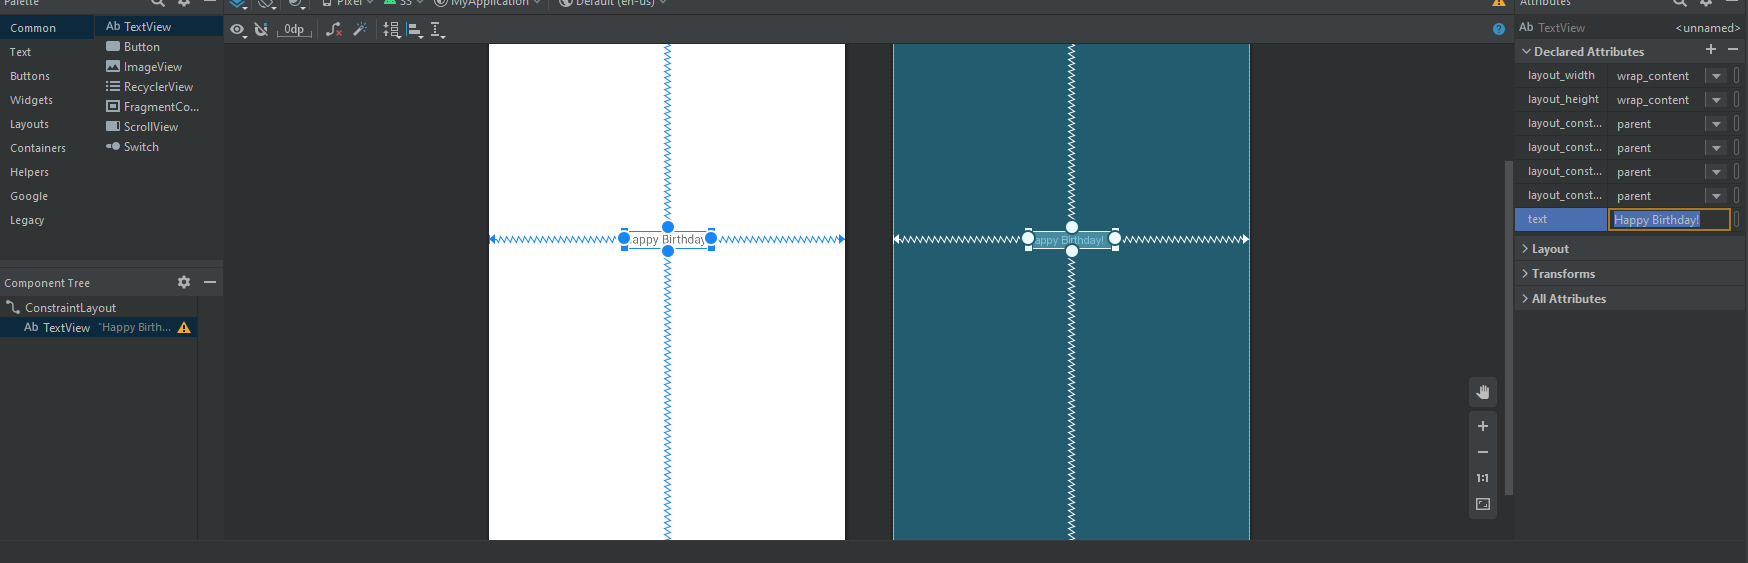 Palette
Pixel
33
MyApplication
Default (en-us)
Attributes
Common
Text
Buttons
Widgets
Layouts
Containers
Helpers
Google
Legacy
Ab TextView
Button
ImageView
RecyclerView
FragmentCo...
ScrollView
Switch
0dp
?
Component Tree
ConstraintLayout
Ab TextView "Happy Birth...
appy Birthday
appy Birthday!
1:1
Ab TextView <unnamed>
Declared Attributes
layout_width wrap_content
layout_height wrap_content
layout_const... parent
layout_const... parent
layout_const... parent
layout_const... parent
text Happy Birthday!
Layout
Transforms
All Attributes